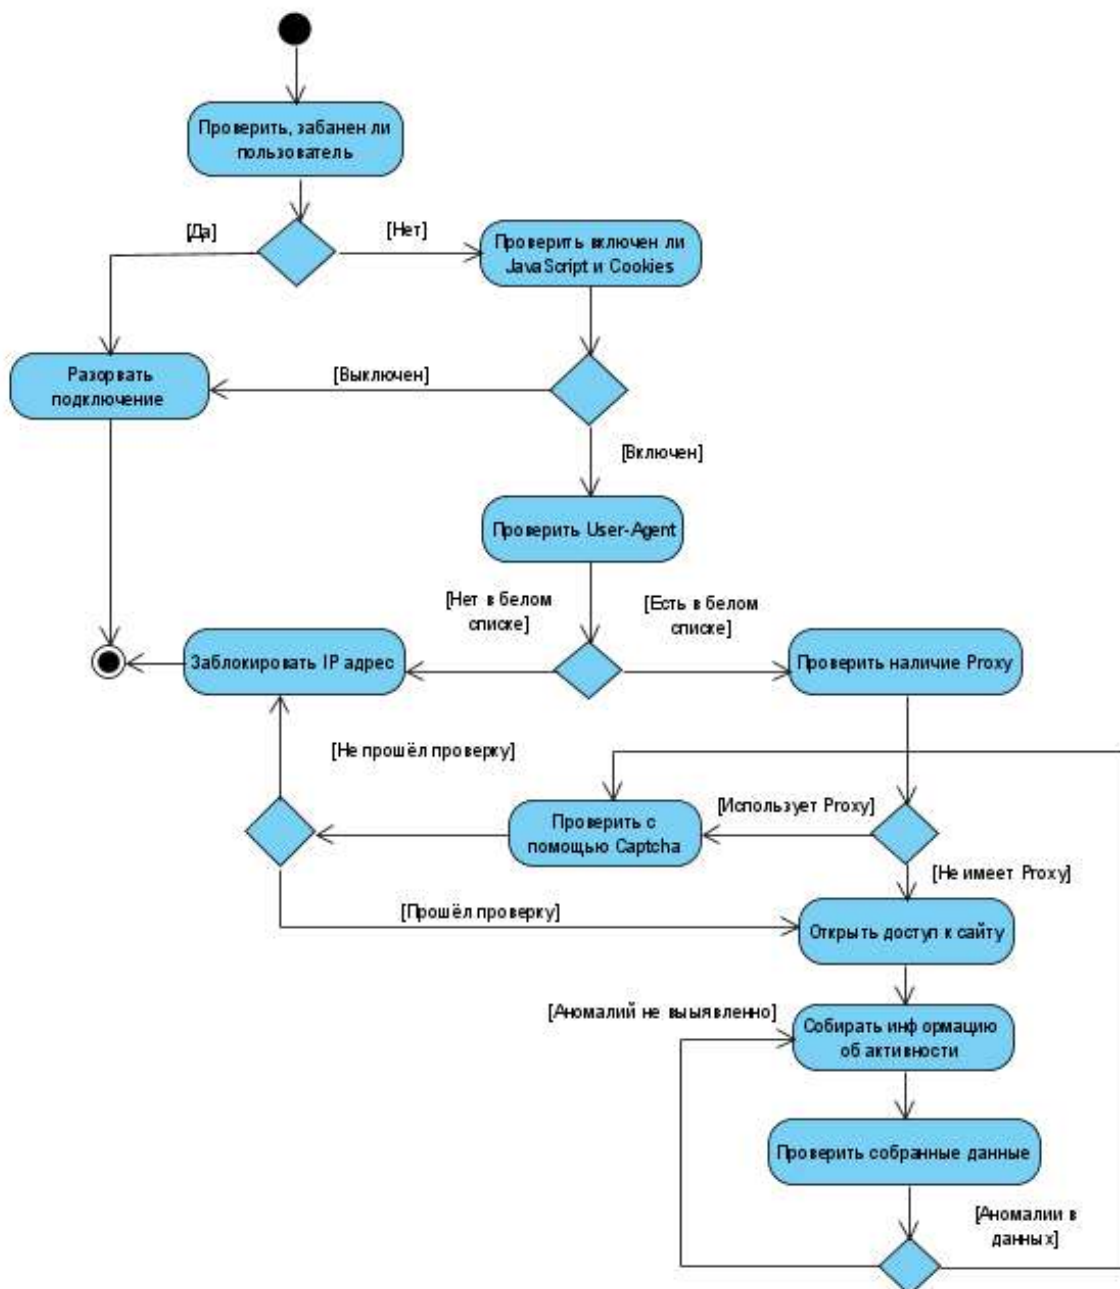 Проверить, забанен ли
пользователь
[Да]
[Нет]
Проверить включен ли
JavaScript и Cookies
Разорвать
подключение
[Выключен]
[Включен]
Проверить User-Agent
[Нет в белом
списке]
[Есть в белом
списке]
Заблокировать IP адрес
Проверить наличие Proxy
[Не прошёл проверку]
Проверить с
помощью Captcha
[Использует Proxy]
[Не имеет Proxy]
[Прошёл проверку]
Открыть доступ к сайту
[Аномалий не выыявленно]
Собирать информацию
об активности
Проверить собранные данные
[Аномалии в
данных]